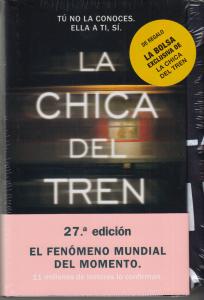 TÚ NO LA CONOCES.
ELLA A TI, SÍ.
DE REGALO
LA BOLSA
EXCLUSIVA DE
LA CHICA
DEL TREN
LA
CHICA
DEL
TREN
27.ª edición
EL FENÓMENO MUNDIAL
DEL MOMENTO.
11 millones de lectores lo confirman.